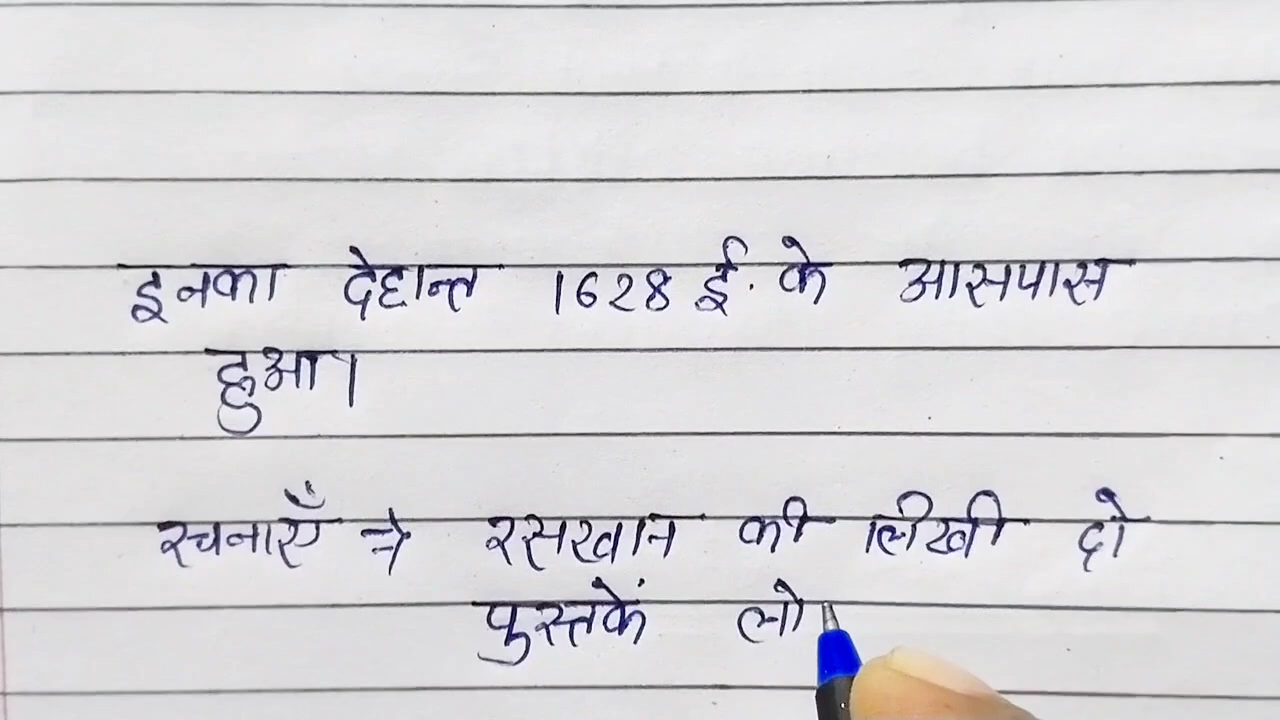 इनका देहान्त 1628 ई. के आसपास
हुआ।
रचनाएँ ⇒ रसखान की लिखी दो
पुस्तकें लो